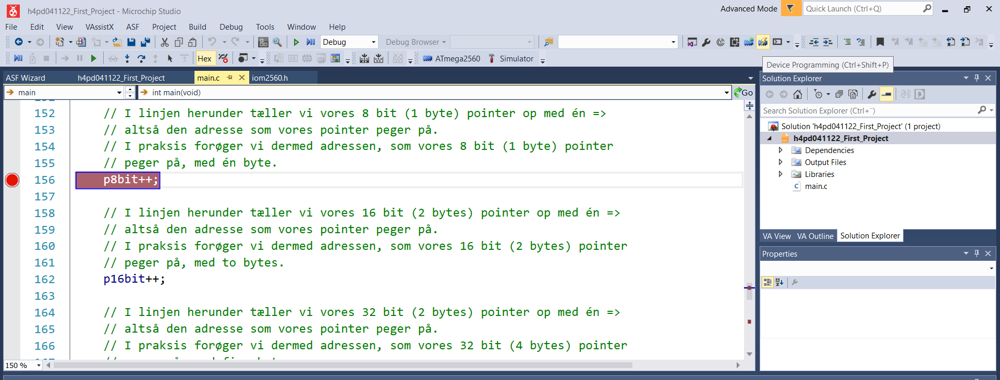 h4pd041122_First_Project - Microchip Studio
Advanced Mode
Quick Launch (Ctrl+Q)
File Edit View VAssistX ASF Project Build Debug Tools Window Help
Debug
Debug Browser
Hex
ATmega2560
Simulator
Device Programming (Ctrl+Shift+P)
ASF Wizard
h4pd041122_First_Project
main.c
iom2560.h
main
int main(void)
Go
152 // I linjen herunder tæller vi vores 8 bit (1 byte) pointer op med én =>
153 // altså den adresse som vores pointer peger på.
154 // I praksis forøger vi dermed adressen, som vores 8 bit (1 byte) pointer
155 // peger på, med én byte.
156 p8bit++;
157
158 // I linjen herunder tæller vi vores 16 bit (2 bytes) pointer op med én =>
159 // altså den adresse som vores pointer peger på.
160 // I praksis forøger vi dermed adressen, som vores 16 bit (2 bytes) pointer
161 // peger på, med to bytes.
162 p16bit++;
163
164 // I linjen herunder tæller vi vores 32 bit (2 bytes) pointer op med én =>
165 // altså den adresse som vores pointer peger på.
166 // I praksis forøger vi dermed adressen, som vores 32 bit (4 bytes) pointer
150 %
Solution Explorer
Search Solution Explorer (Ctrl+¨)
Solution 'h4pd041122_First_Project' (1 project)
h4pd041122_First_Project
Dependencies
Output Files
Libraries
main.c
VA View VA Outline Solution Explorer
Properties